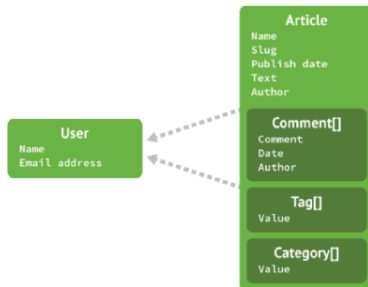 Article
Name
Slug
Publish date
Text
Author
Comment[]
Comment
Date
Author
User
Name
Email address
Tag[]
Value
Category[]
Value